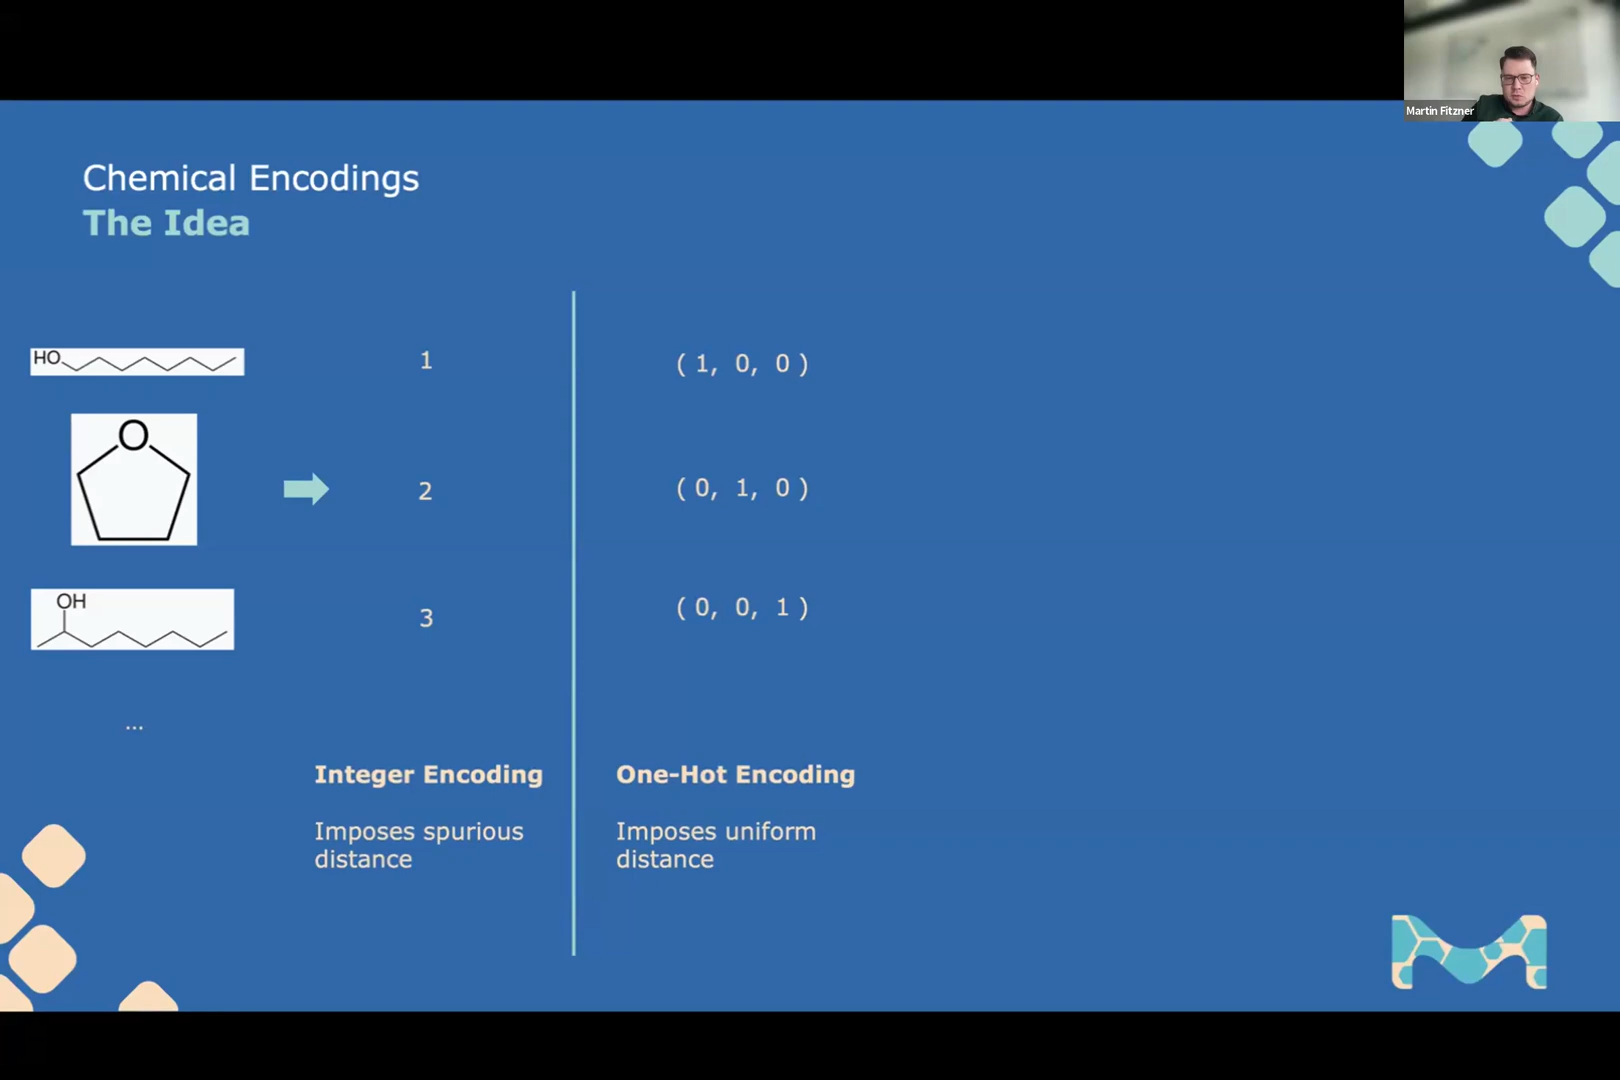 Martin Fitzner
Chemical Encodings
The Idea
HO
1
( 1, 0, 0 )
O
2
( 0, 1, 0 )
OH
3
( 0, 0, 1 )
...
Integer Encoding
One-Hot Encoding
Imposes spurious
distance
Imposes uniform
distance